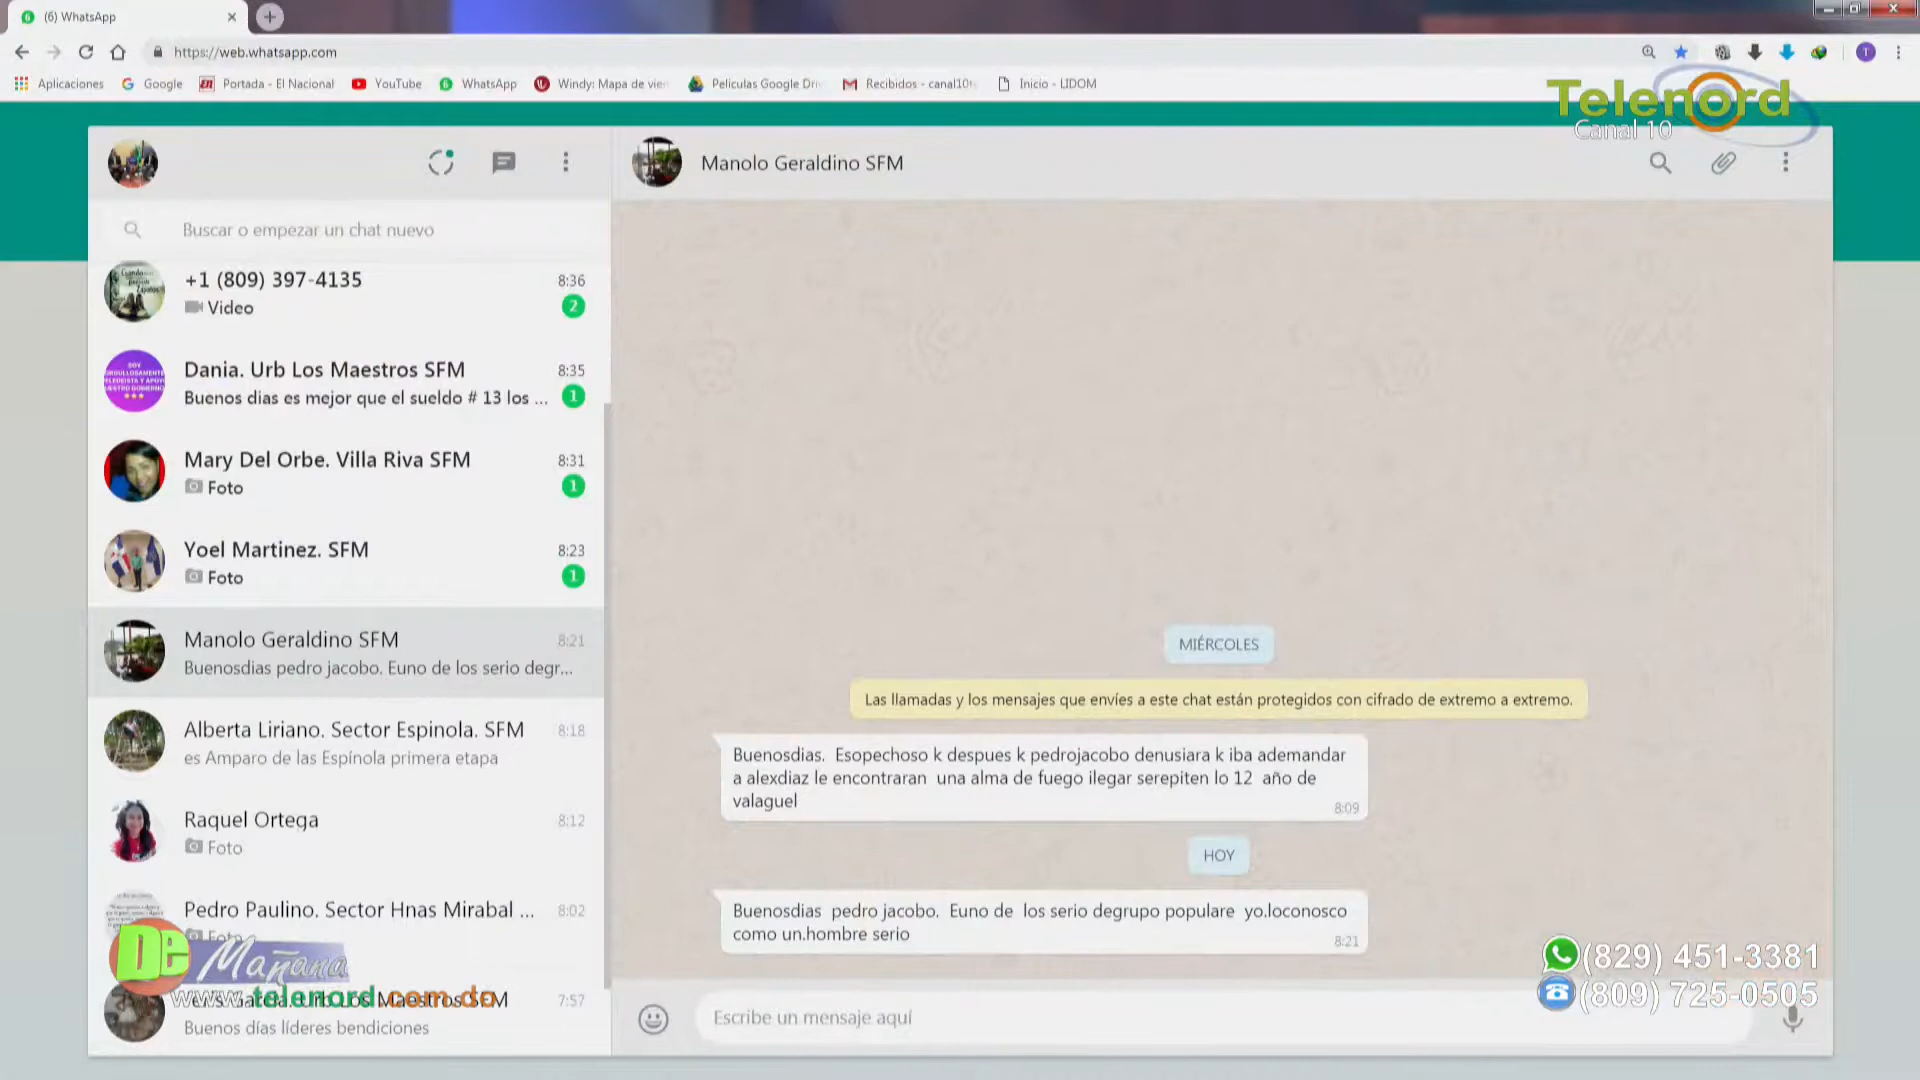 (6) WhatsApp
https://web.whatsapp.com
Aplicaciones
Google
Portada - El Nacional
YouTube
WhatsApp
Windy: Mapa de vien
Películas Google Dri
Recibidos - canal10t
Inicio - LIDOM
Telenord
Canal 10
Manolo Geraldino SFM
Buscar o empezar un chat nuevo
+1 (809) 397-4135
8:36
Video
2
Dania. Urb Los Maestros SFM
8:35
Buenos dias es mejor que el sueldo # 13 los ...
1
Mary Del Orbe. Villa Riva SFM
8:31
Foto
1
Yoel Martinez. SFM
8:23
Foto
1
Manolo Geraldino SFM
8:21
Buenosdias pedro jacobo. Euno de los serio degr...
Alberta Liriano. Sector Espinola. SFM
8:18
es Amparo de las Espínola primera etapa
Raquel Ortega
8:12
Foto
Pedro Paulino. Sector Hnas Mirabal ...
8:02
Foto
De Mañana
www.telenord.com.do
Urb Los Maestros SFM
7:57
Buenos días líderes bendiciones
MIÉRCOLES
Las llamadas y los mensajes que envíes a este chat están protegidos con cifrado de extremo a extremo.
Buenosdias. Esopechoso k despues k pedrojacobo denusiara k iba ademandar
a alexdiaz le encontraran una alma de fuego ilegar serepiten lo 12 año de
valaguel
8:09
HOY
Buenosdias pedro jacobo. Euno de los serio degrupo populare yo.loconosco
como un.hombre serio
8:21
Escribe un mensaje aquí
(829) 451-3381
(809) 725-0505